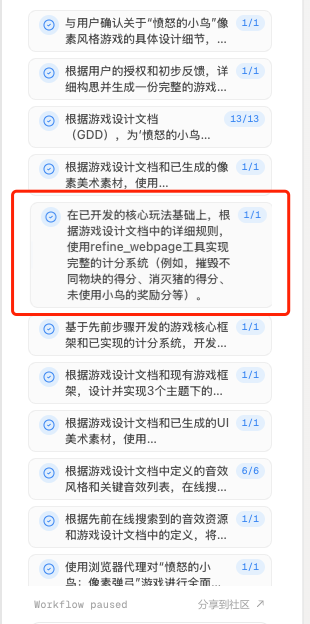 与用户确认关于“愤怒的小鸟”像
素风格游戏的具体设计细节，...
1/1
根据用户的授权和初步反馈，详
细构思并生成一份完整的游戏...
1/1
根据游戏设计文档
（GDD），为‘愤怒的小鸟...
13/13
根据游戏设计文档和已生成的像
素美术素材，使用...
1/1
在已开发的核心玩法基础上，根
据游戏设计文档中的详细规则，
使用refine_webpage工具实现
完整的计分系统（例如，摧毁不
同物块的得分、消灭猪的得分、
未使用小鸟的奖励分等）。
1/1
基于先前步骤开发的游戏核心框
架和已实现的计分系统，开发...
1/1
根据游戏设计文档和现有游戏框
架，设计并实现3个主题下的...
1/1
根据游戏设计文档和已生成的UI
美术素材，使用...
1/1
根据游戏设计文档中定义的音效
风格和关键音效列表，在线搜...
6/6
根据先前在线搜索到的音效资源
和游戏设计文档中的定义，将...
1/1
使用浏览器代理对“愤怒的小
鸟：像素弹弓”游戏进行全面...
1/1
Workflow paused
分享到社区